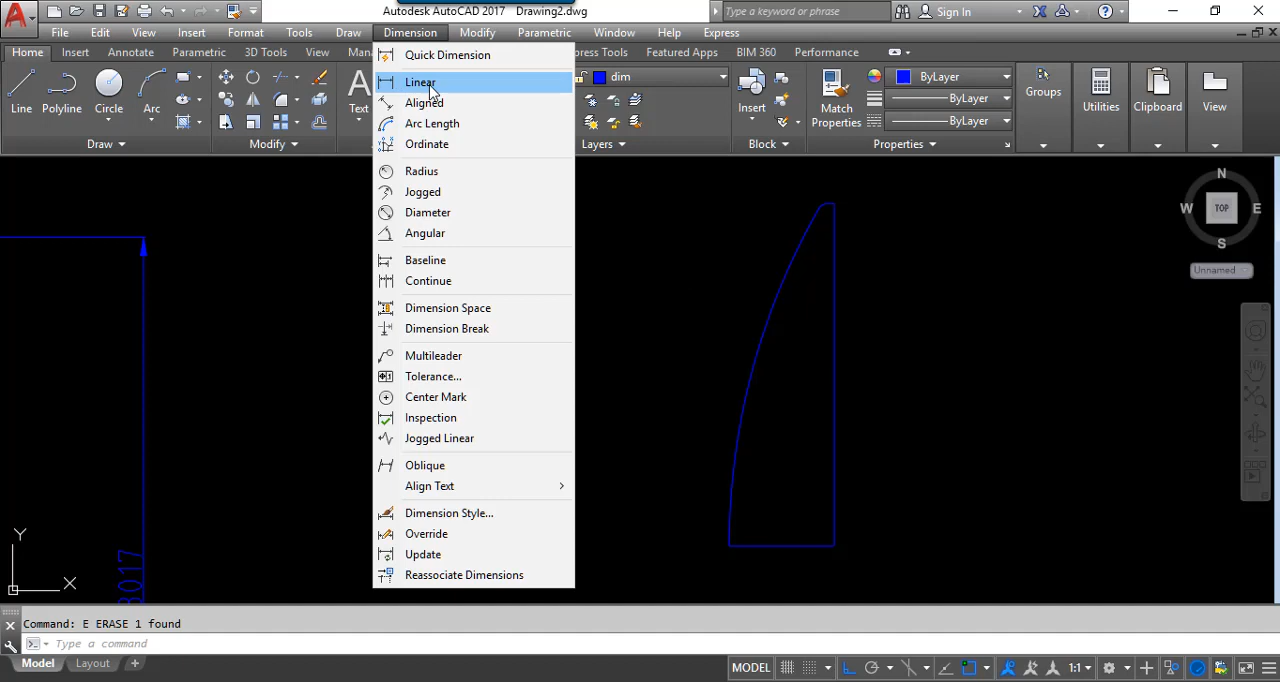 Autodesk AutoCAD 2017 Drawing2.dwg
Type a keyword or phrase
Sign In
File Edit View Insert Format Tools Draw Dimension Modify Parametric Window Help Express
Home Insert Annotate Parametric 3D Tools View
press Tools Featured Apps BIM 360 Performance
Line Polyline Circle Arc
Text
dim
Insert
Match
Properties
ByLayer
ByLayer
ByLayer
Groups
Utilities
Clipboard
View
Draw Modify
Layers Block Properties
Quick Dimension
Linear
Aligned
Arc Length
Ordinate
Radius
Jogged
Diameter
Angular
Baseline
Continue
Dimension Space
Dimension Break
Multileader
Tolerance...
Center Mark
Inspection
Jogged Linear
Oblique
Align Text
Dimension Style...
Override
Update
Reassociate Dimensions
N
W TOP E
S
Unnamed
Y
X
Command: E ERASE 1 found
Type a command
Model Layout +
MODEL
1:1